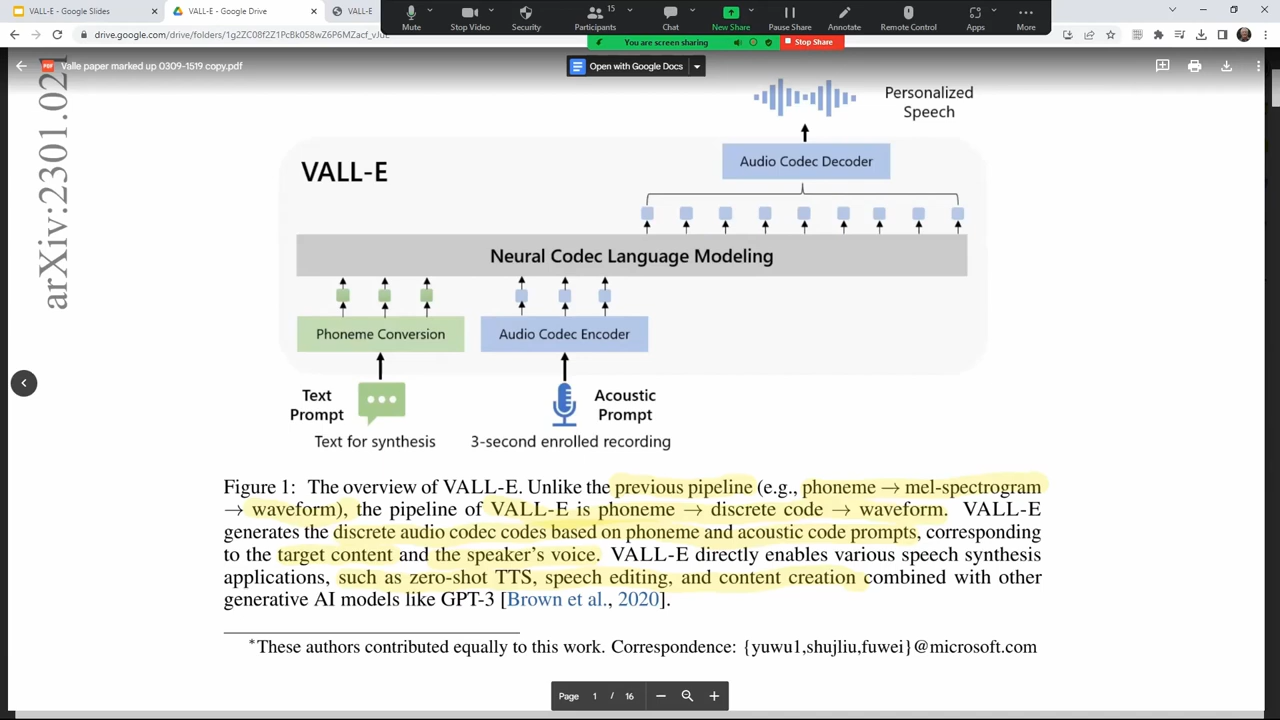 VALL-E - Google Slides
VALL-E - Google Drive
VALL-E
Mute
Stop Video
Security
Participants
15
Chat
New Share
Pause Share
Annotate
Remote Control
Apps
More
You are screen sharing
Stop Share
Valle paper marked up 0309-1519 copy.pdf
Open with Google Docs
arXiv:2301.02
Personalized
Speech
Audio Codec Decoder
VALL-E
Neural Codec Language Modeling
Phoneme Conversion
Audio Codec Encoder
Text
Prompt
Acoustic
Prompt
Text for synthesis
3-second enrolled recording
Figure 1: The overview of VALL-E. Unlike the previous pipeline (e.g., phoneme → mel-spectrogram
→ waveform), the pipeline of VALL-E is phoneme → discrete code → waveform. VALL-E
generates the discrete audio codec codes based on phoneme and acoustic code prompts, corresponding
to the target content and the speaker's voice. VALL-E directly enables various speech synthesis
applications, such as zero-shot TTS, speech editing, and content creation combined with other
generative AI models like GPT-3 [Brown et al., 2020].
*These authors contributed equally to this work. Correspondence: {yuwu1,shujliu,fuwei}@microsoft.com
Page 1 / 16